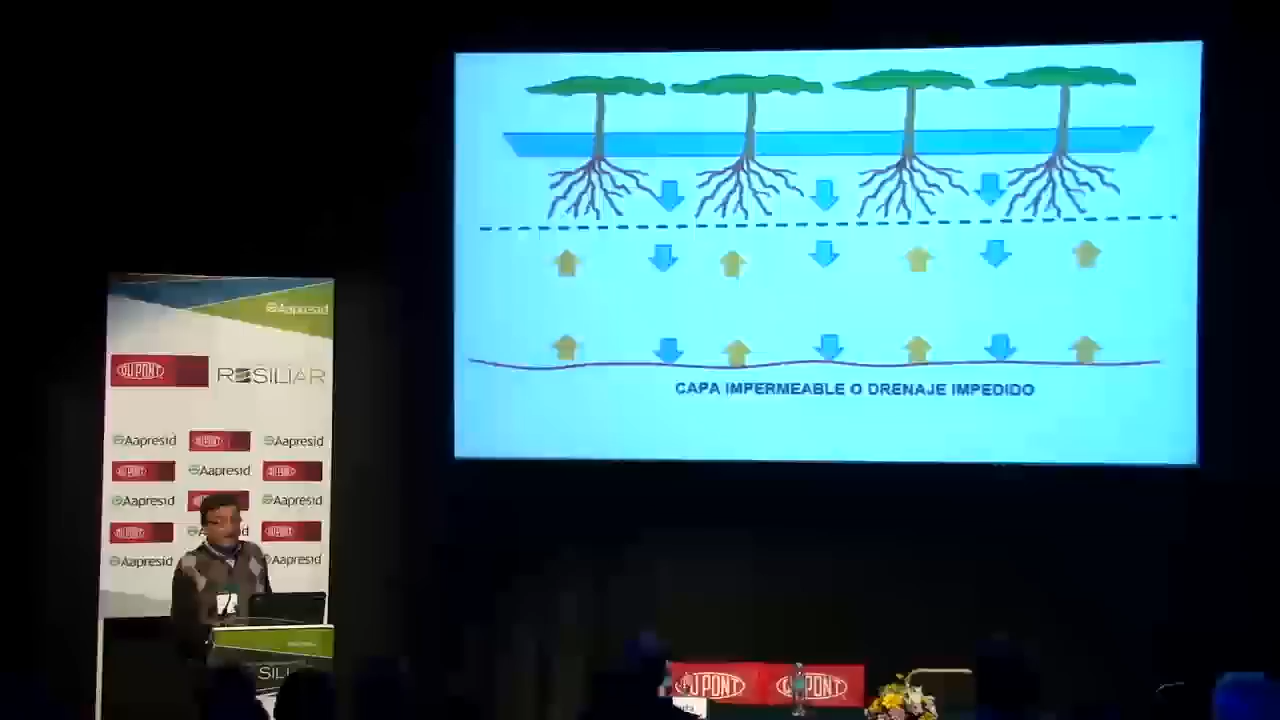 CAPA IMPERMEABLE O DRENAJE IMPEDIDO
Aapresid
DUPONT RESILIAR
Aapresid DUPONT Aapresid
DUPONT Aapresid DUPONT
Aapresid DUPONT Aapresid
DUPONT DUPONT
Aapresid Aapresid
SILI
DUPONT DUPONT